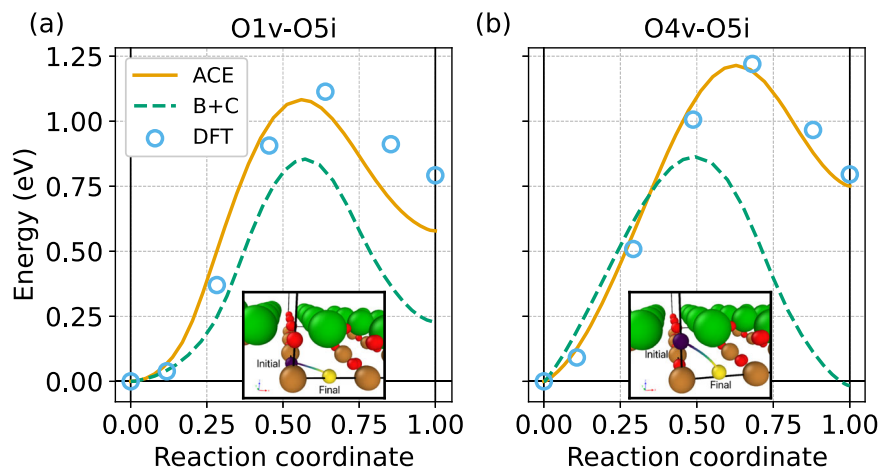 (a) O1v-O5i
(b) O4v-O5i
Energy (eV)
1.25
1.00
0.75
0.50
0.25
0.00
ACE
B+C
DFT
Initial
Final
Initial
Final
0.00 0.25 0.50 0.75 1.00
0.00 0.25 0.50 0.75 1.00
Reaction coordinate
Reaction coordinate